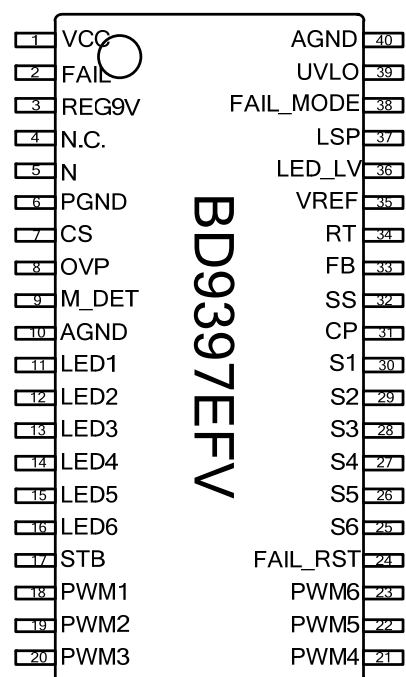 1 VCC AGND 40
2 FAIL UVLO 39
3 REG9V FAIL_MODE 38
4 N.C. LSP 37
5 N LED_LV 36
6 PGND VREF 35
7 CS RT 34
8 OVP FB 33
9 M_DET SS 32
10 AGND CP 31
11 LED1 S1 30
12 LED2 S2 29
13 LED3 S3 28
14 LED4 S4 27
15 LED5 S5 26
16 LED6 S6 25
17 STB FAIL_RST 24
18 PWM1 PWM6 23
19 PWM2 PWM5 22
20 PWM3 PWM4 21
BD9397EFV